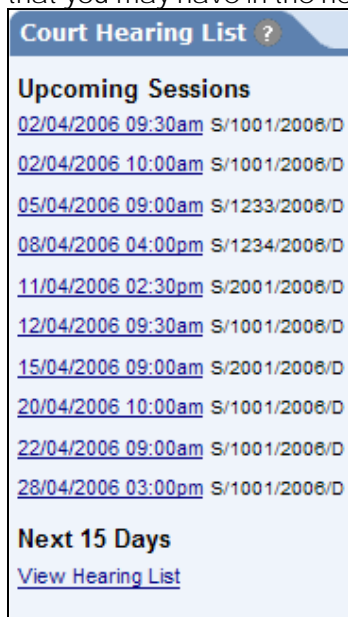 that you may have in the ne
Court Hearing List ?
Upcoming Sessions
02/04/2006 09:30am S/1001/2006/D
02/04/2006 10:00am S/1001/2006/D
05/04/2006 09:00am S/1233/2006/D
08/04/2006 04:00pm S/1234/2006/D
11/04/2006 02:30pm S/2001/2006/D
12/04/2006 09:30am S/1001/2006/D
15/04/2006 09:00am S/2001/2006/D
20/04/2006 10:00am S/1001/2006/D
22/04/2006 09:00am S/1001/2006/D
28/04/2006 03:00pm S/1001/2006/D
Next 15 Days
View Hearing List